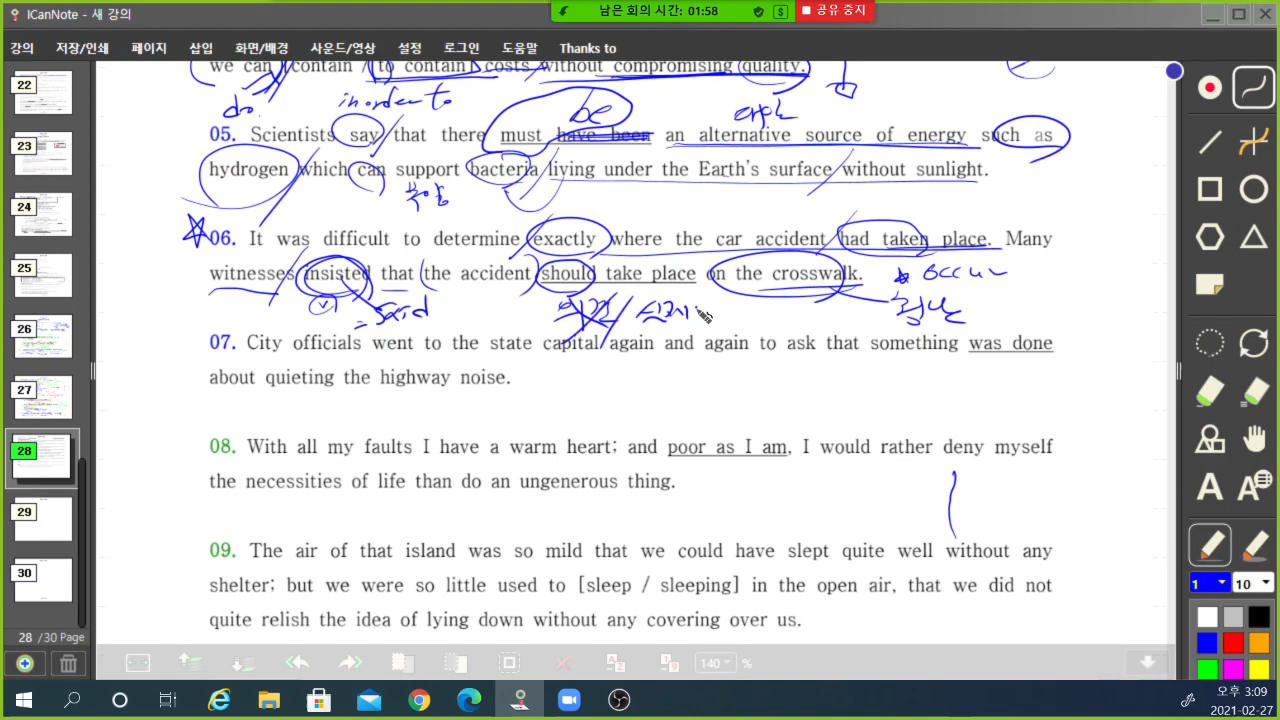 ICanNote - 새 강의
남은 회의 시간: 01:58
공유 중지
강의 저장/인쇄 페이지 삽입 화면/배경 사운드/영상 설정 로그인 도움말 Thanks to
22
23
24
25
26
27
28
29
30
28 /30 Page
we can contain / to contain costs without compromising quality.
do in order to be
05. Scientists say that there must have been an alternative source of energy such as
hydrogen which can support bacteria living under the Earth's surface without sunlight.
06. It was difficult to determine exactly where the car accident had taken place. Many
witnesses insisted that the accident should take place on the crosswalk.
occur
= said
07. City officials went to the state capital again and again to ask that something was done
about quieting the highway noise.
08. With all my faults I have a warm heart; and poor as I am, I would rather deny myself
the necessities of life than do an ungenerous thing.
09. The air of that island was so mild that we could have slept quite well without any
shelter; but we were so little used to [sleep / sleeping] in the open air, that we did not
quite relish the idea of lying down without any covering over us.
140 %
1 10
오후 3:09
2021-02-27